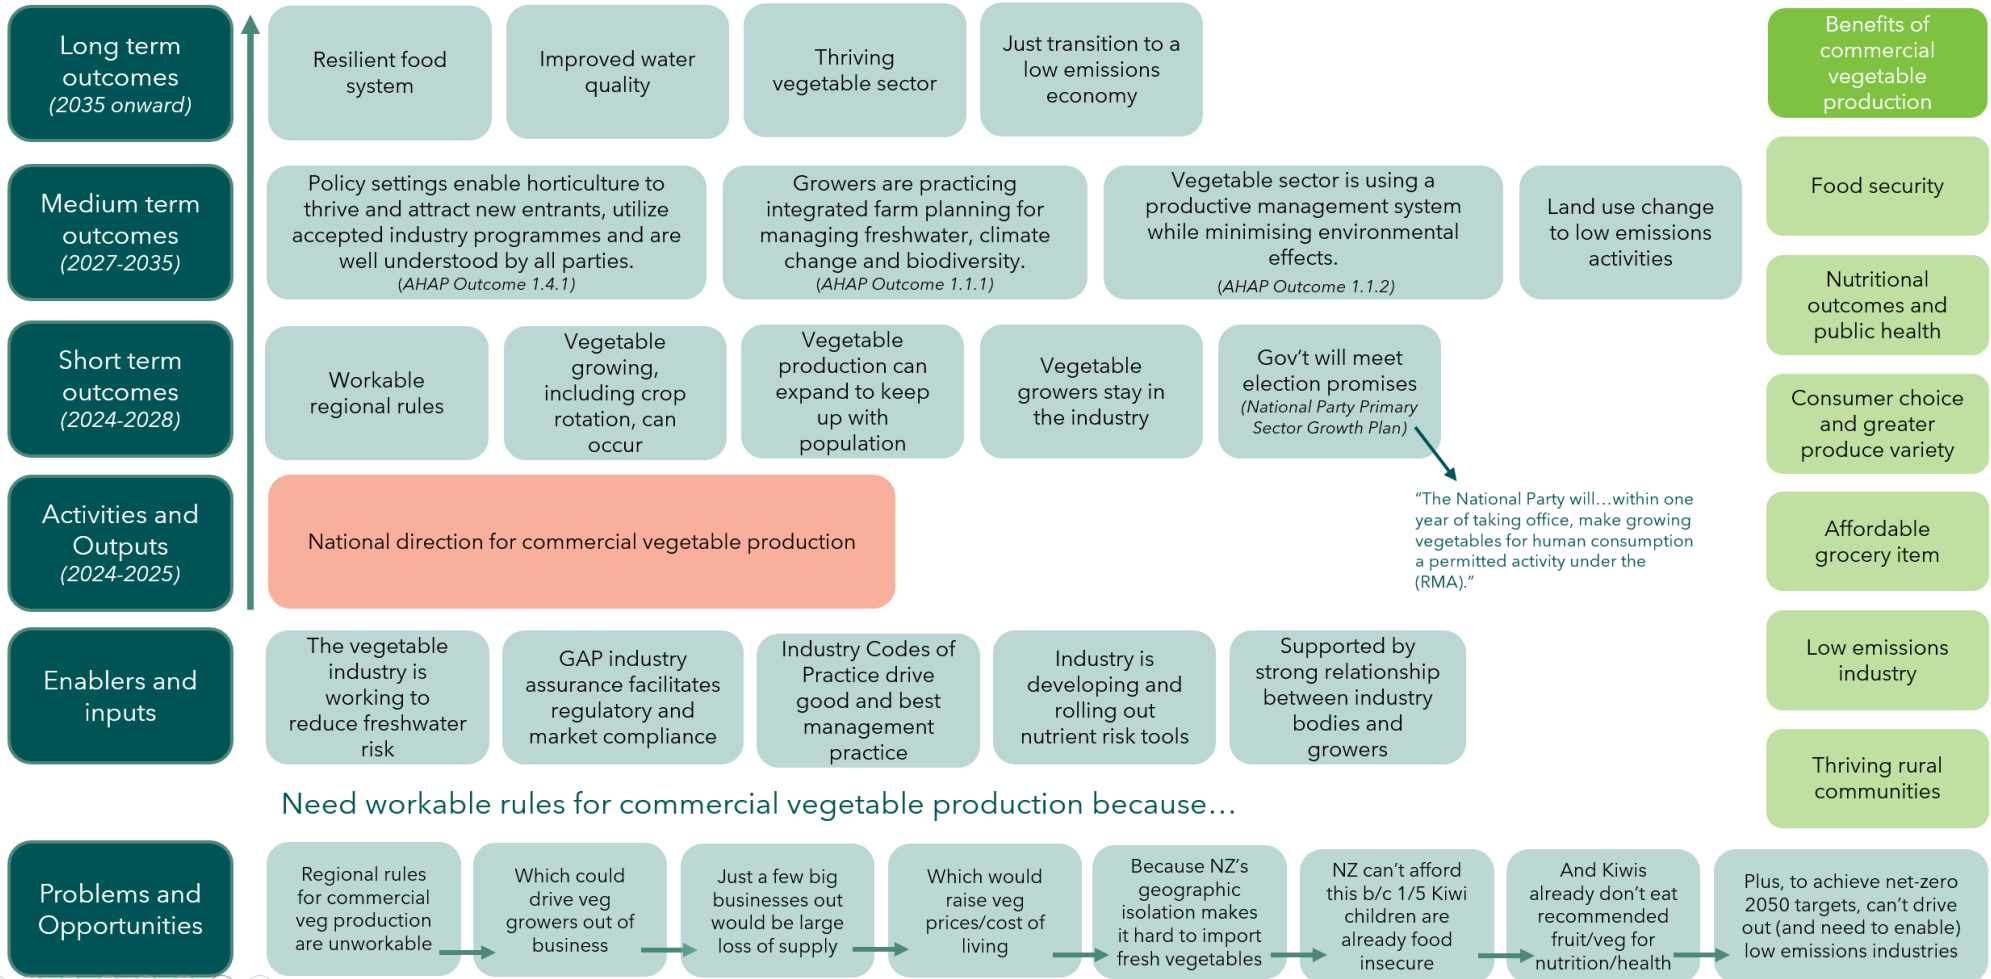 Long term
outcomes
(2035 onward)
Resilient food
system
Improved water
quality
Thriving
vegetable sector
Just transition to a
low emissions
economy
Medium term
outcomes
(2027-2035)
Policy settings enable horticulture to
thrive and attract new entrants, utilize
accepted industry programmes and are
well understood by all parties.
(AHAP Outcome 1.4.1)
Growers are practicing
integrated farm planning for
managing freshwater, climate
change and biodiversity.
(AHAP Outcome 1.1.1)
Vegetable sector is using a
productive management system
while minimising environmental
effects.
(AHAP Outcome 1.1.2)
Land use change
to low emissions
activities
Short term
outcomes
(2024-2028)
Workable
regional rules
Vegetable
growing,
including crop
rotation, can
occur
Vegetable
production can
expand to keep
up with
population
Vegetable
growers stay in
the industry
Gov't will meet
election promises
(National Party Primary
Sector Growth Plan)
"The National Party will…within one
year of taking office, make growing
vegetables for human consumption
a permitted activity under the
(RMA)."
Activities and
Outputs
(2024-2025)
National direction for commercial vegetable production
Enablers and
inputs
The vegetable
industry is
working to
reduce freshwater
risk
GAP industry
assurance facilitates
regulatory and
market compliance
Industry Codes of
Practice drive
good and best
management
practice
Industry is
developing and
rolling out
nutrient risk tools
Supported by
strong relationship
between industry
bodies and
growers
Need workable rules for commercial vegetable production because…
Problems and
Opportunities
Regional rules
for commercial
veg production
are unworkable
Which could
drive veg
growers out of
business
Just a few big
businesses out
would be large
loss of supply
Which would
raise veg
prices/cost of
living
Because NZ's
geographic
isolation makes
it hard to import
fresh vegetables
NZ can't afford
this b/c 1/5 Kiwi
children are
already food
insecure
And Kiwis
already don't eat
recommended
fruit/veg for
nutrition/health
Plus, to achieve net-zero
2050 targets, can't drive
out (and need to enable)
low emissions industries
Benefits of
commercial
vegetable
production
Food security
Nutritional
outcomes and
public health
Consumer choice
and greater
produce variety
Affordable
grocery item
Low emissions
industry
Thriving rural
communities